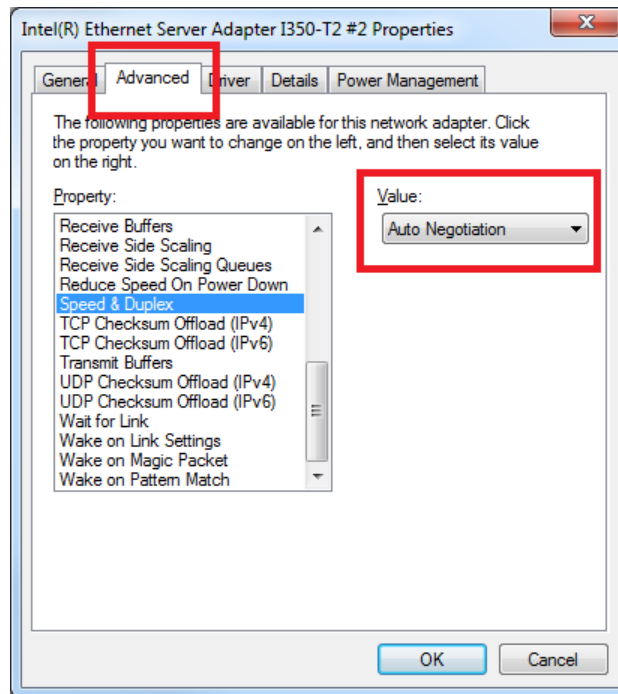 Intel(R) Ethernet Server Adapter I350-T2 #2 Properties
General Advanced Driver Details Power Management
The following properties are available for this network adapter. Click
the property you want to change on the left, and then select its value
on the right.
Property:
Value:
Receive Buffers
Auto Negotiation
Receive Side Scaling
Receive Side Scaling Queues
Reduce Speed On Power Down
Speed & Duplex
TCP Checksum Offload (IPv4)
TCP Checksum Offload (IPv6)
Transmit Buffers
UDP Checksum Offload (IPv4)
UDP Checksum Offload (IPv6)
Wait for Link
Wake on Link Settings
Wake on Magic Packet
Wake on Pattern Match
OK Cancel